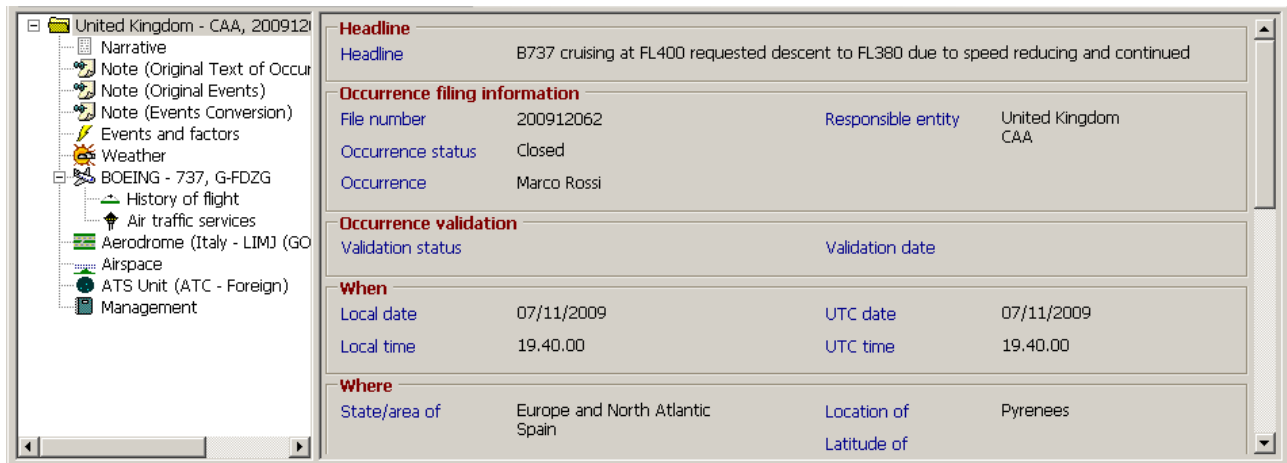 United Kingdom - CAA, 2009120
Narrative
Note (Original Text of Occur
Note (Original Events)
Note (Events Conversion)
Events and factors
Weather
BOEING - 737, G-FDZG
History of flight
Air traffic services
Aerodrome (Italy - LIMJ (GO
Airspace
ATS Unit (ATC - Foreign)
Management
Headline
Headline B737 cruising at FL400 requested descent to FL380 due to speed reducing and continued
Occurrence filing information
File number 200912062 Responsible entity United Kingdom
CAA
Occurrence status Closed
Occurrence Marco Rossi
Occurrence validation
Validation status Validation date
When
Local date 07/11/2009 UTC date 07/11/2009
Local time 19.40.00 UTC time 19.40.00
Where
State/area of Europe and North Atlantic Location of Pyrenees
Spain
Latitude of